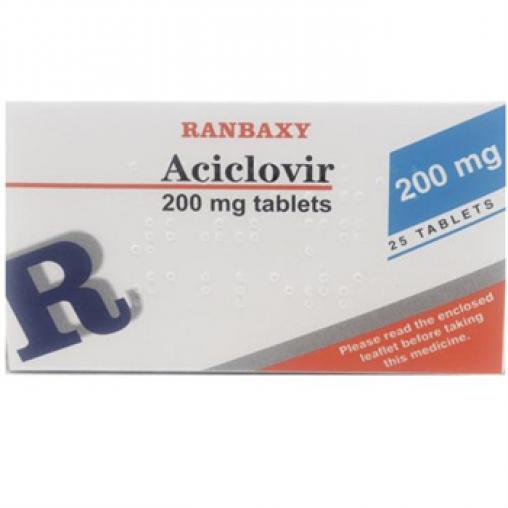 RANBAXY
Aciclovir
200 mg tablets
200 mg
25 TABLETS
R
Please read the enclosed
leaflet before taking
this medicine.